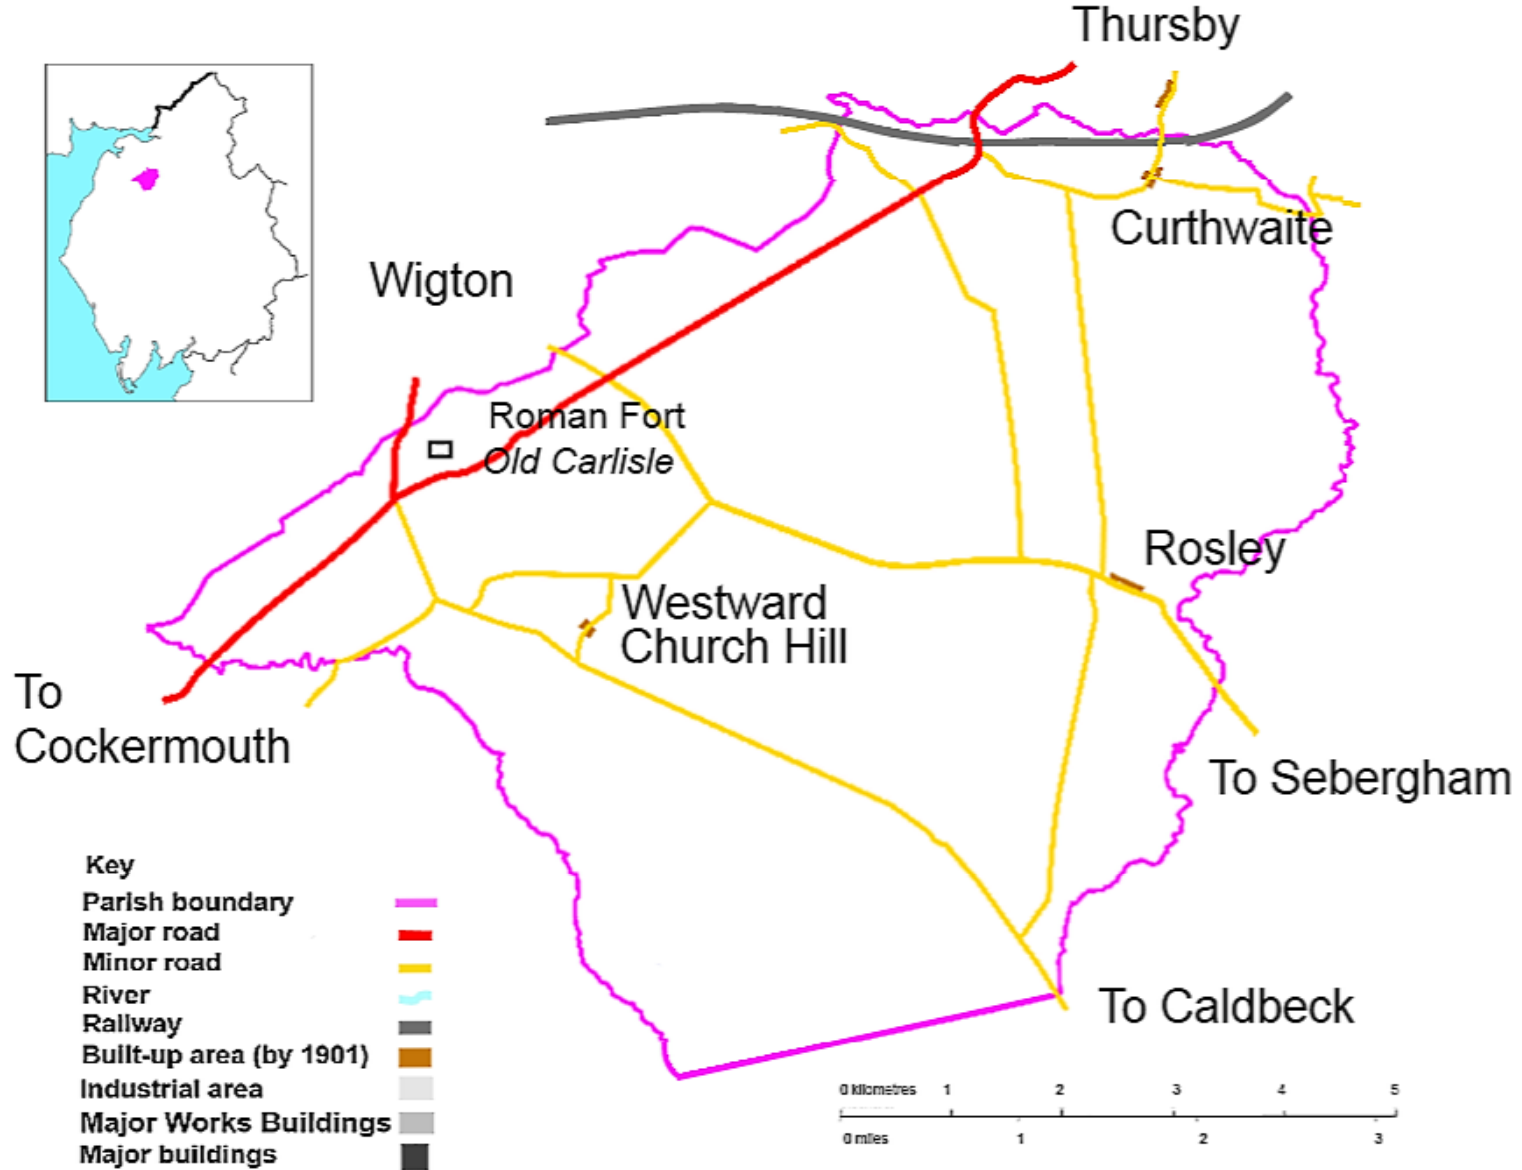 Thursby
Curthwaite
Wigton
Roman Fort
Old Carlisle
Rosley
Westward
Church Hill
To
Cockermouth
To Sebergham
To Caldbeck
Key
Parish boundary
Major road
Minor road
River
Railway
Built-up area (by 1901)
Industrial area
Major Works Buildings
Major buildings
0 kilometres 1 2 3 4 5
0 miles 1 2 3